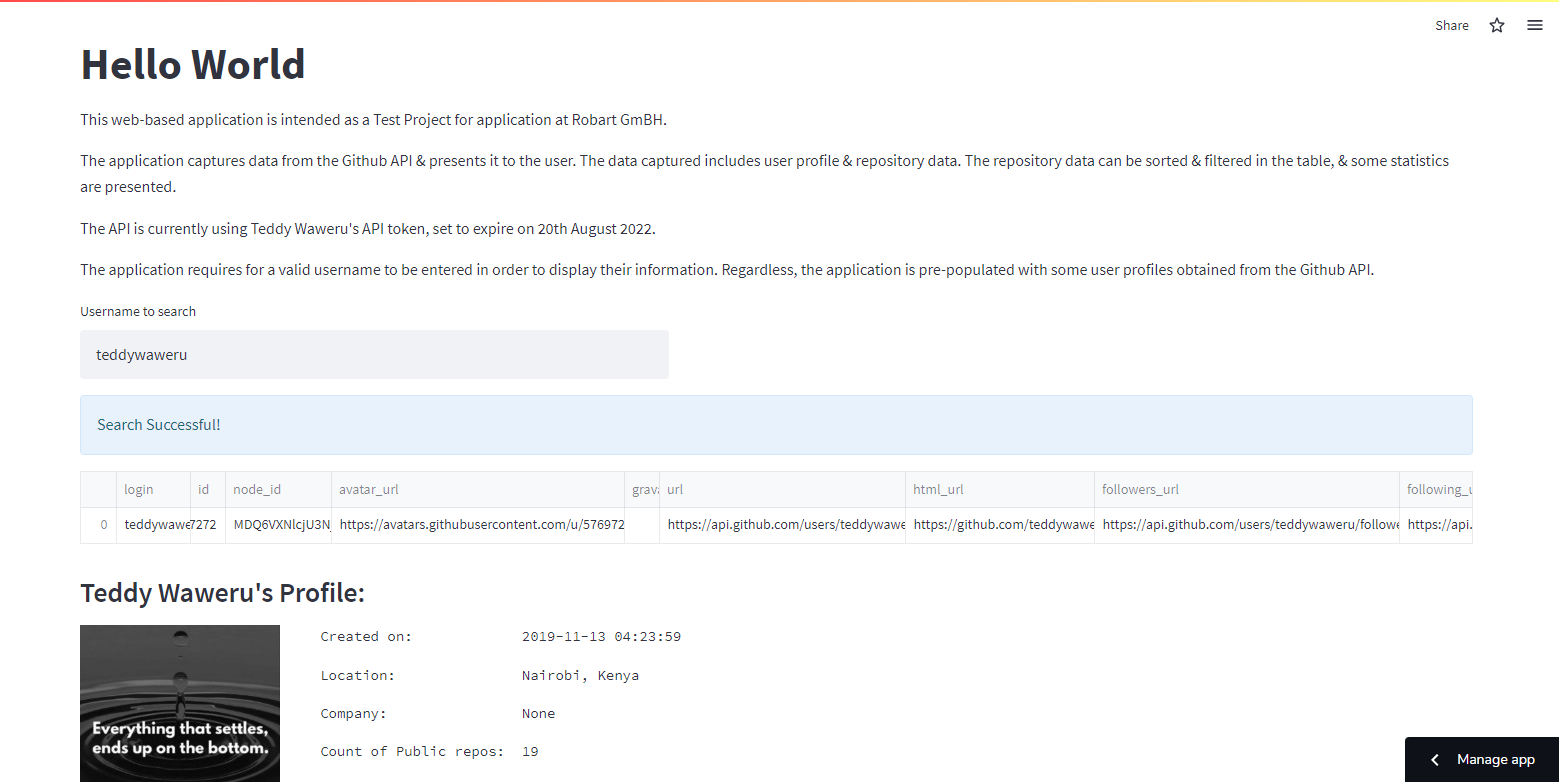 Share
Hello World
This web-based application is intended as a Test Project for application at Robart GmBH.
The application captures data from the Github API & presents it to the user. The data captured includes user profile & repository data. The repository data can be sorted & filtered in the table, & some statistics
are presented.
The API is currently using Teddy Waweru's API token, set to expire on 20th August 2022.
The application requires for a valid username to be entered in order to display their information. Regardless, the application is pre-populated with some user profiles obtained from the Github API.
Username to search
teddywaweru
Search Successful!
login id node_id avatar_url grava url html_url followers_url following_u
0 teddywawe 7272 MDQ6VXNlcjU3N https://avatars.githubusercontent.com/u/576972 https://api.github.com/users/teddywawe https://github.com/teddywawe https://api.github.com/users/teddywaweru/followe https://api.
Teddy Waweru's Profile:
Everything that settles,
ends up on the bottom.
Created on: 2019-11-13 04:23:59
Location: Nairobi, Kenya
Company: None
Count of Public repos: 19
Manage app